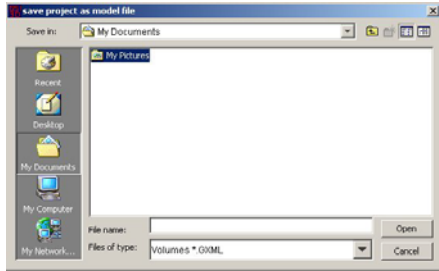 save project as model file
Save in:
My Documents
My Pictures
Recent
Desktop
My Documents
My Computer
My Network...
File name:
Open
Files of type:
Volumes *.GXML,
Cancel